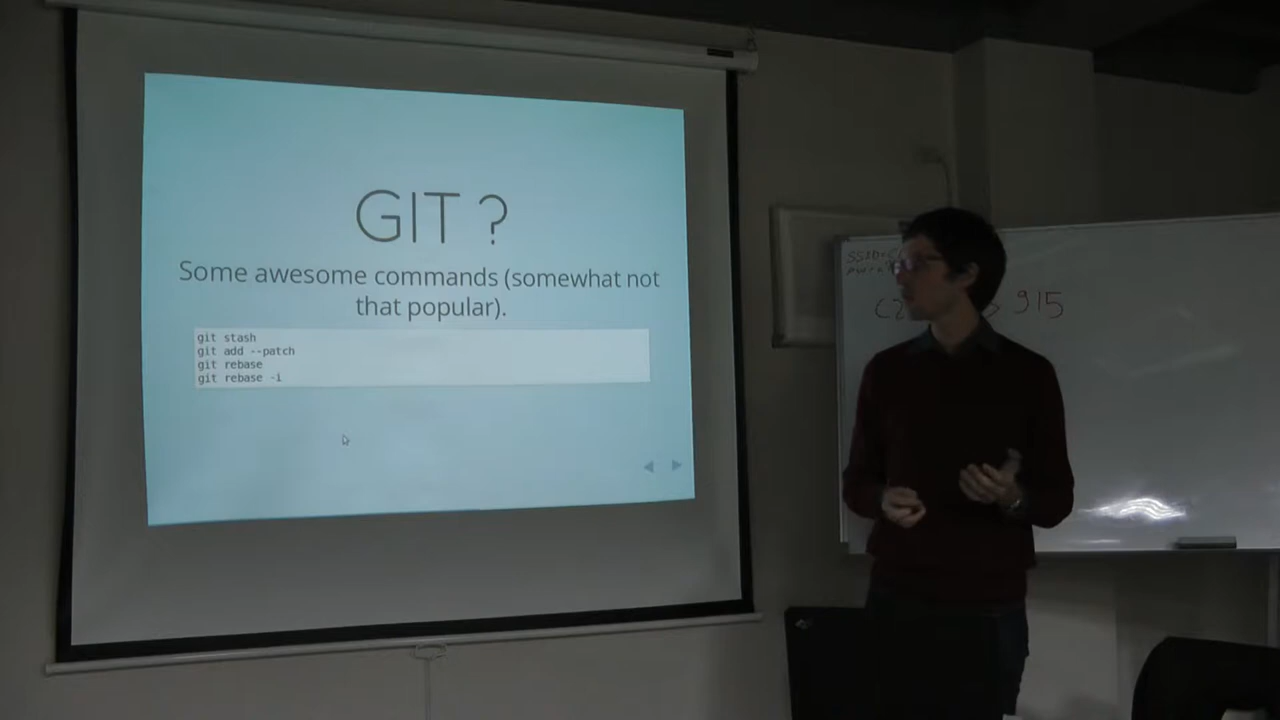 GIT ?
Some awesome commands (somewhat not
that popular).
git stash
git add --patch
git rebase
git rebase -i
915